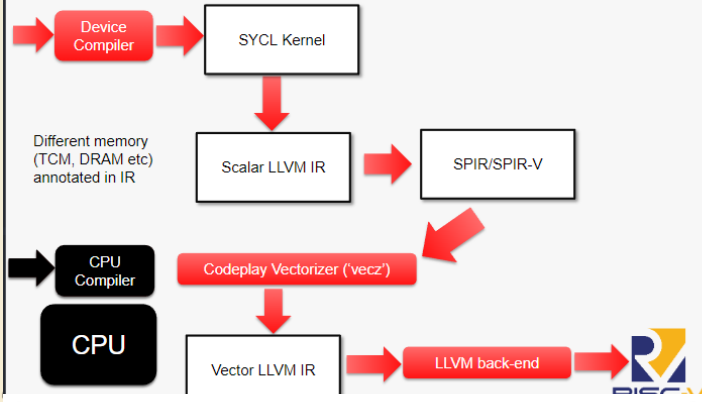 Device
Compiler
SYCL Kernel
Different memory
(TCM, DRAM etc)
annotated in IR
Scalar LLVM IR
SPIR/SPIR-V
CPU
Compiler
Codeplay Vectorizer ('vecz')
CPU
Vector LLVM IR
LLVM back-end
RISC-V